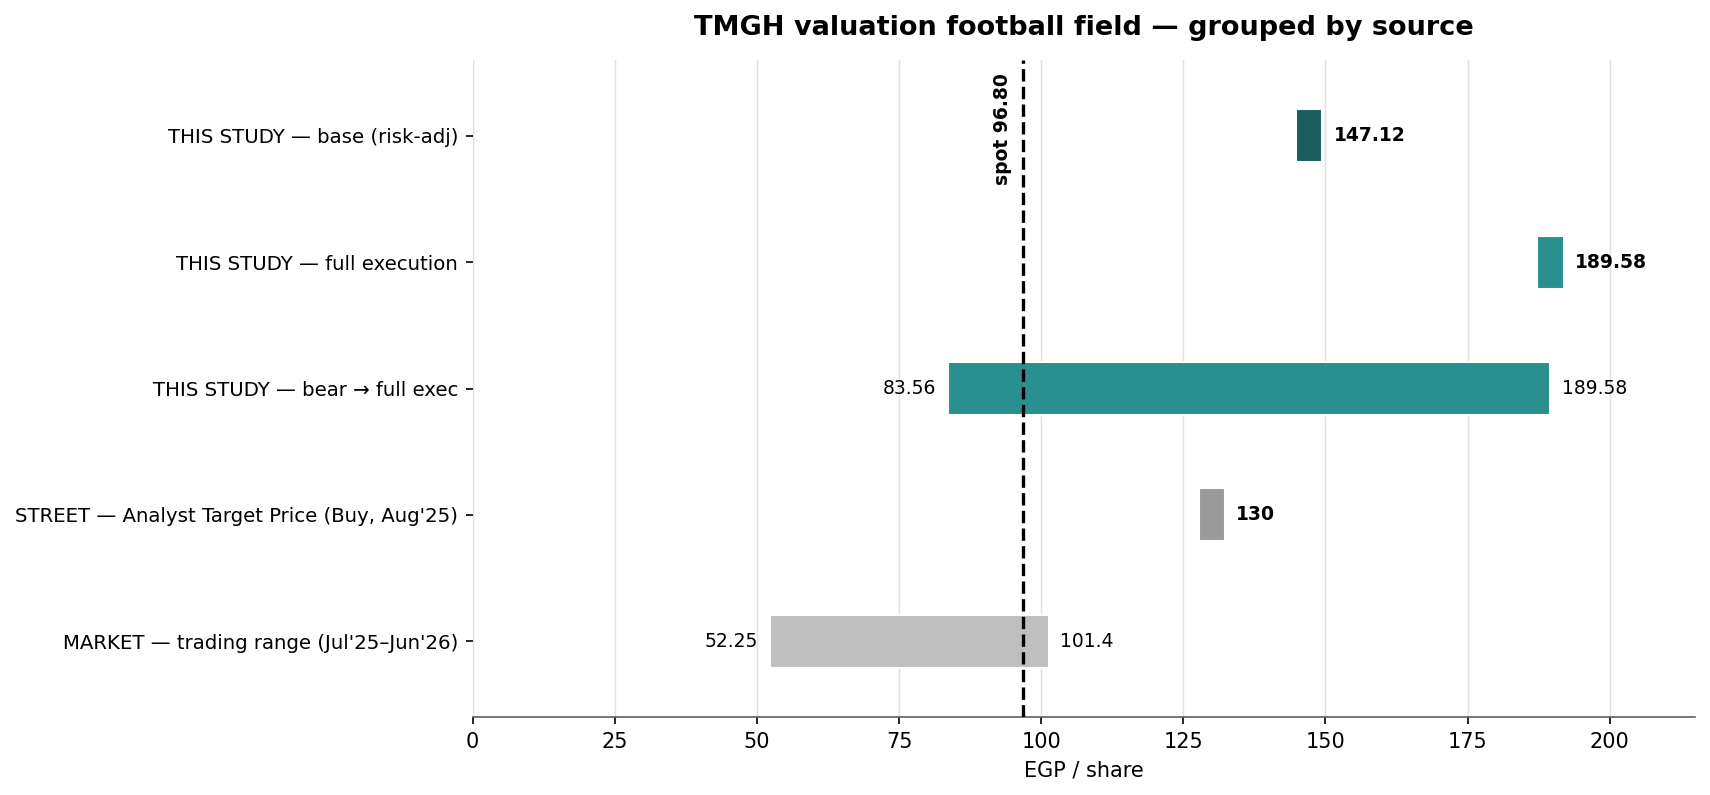 TMGH valuation football field — grouped by source
spot 96.80
THIS STUDY — base (risk-adj)
147.12
THIS STUDY — full execution
189.58
THIS STUDY — bear → full exec
83.56
189.58
STREET — Analyst Target Price (Buy, Aug'25)
130
MARKET — trading range (Jul'25–Jun'26)
52.25
101.4
0 25 50 75 100 125 150 175 200
EGP / share